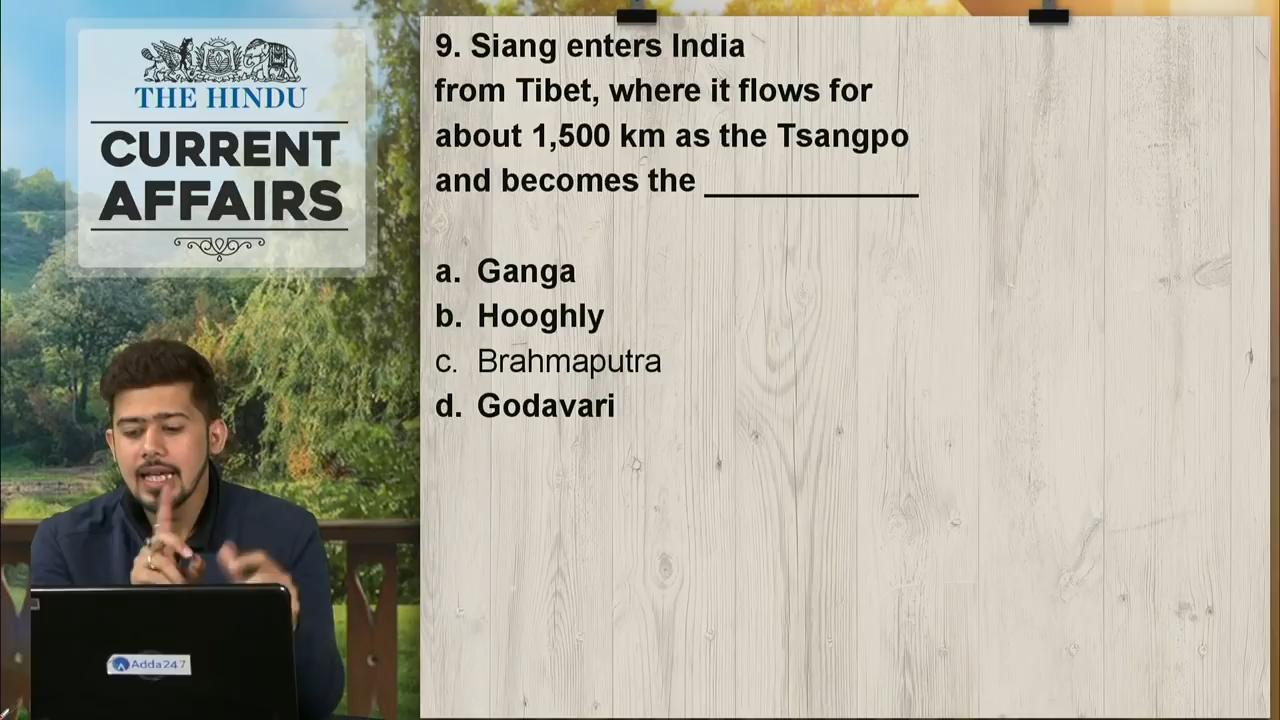 THE HINDU
CURRENT
AFFAIRS
9. Siang enters India
from Tibet, where it flows for
about 1,500 km as the Tsangpo
and becomes the ____________
a. Ganga
b. Hooghly
c. Brahmaputra
d. Godavari
Adda247